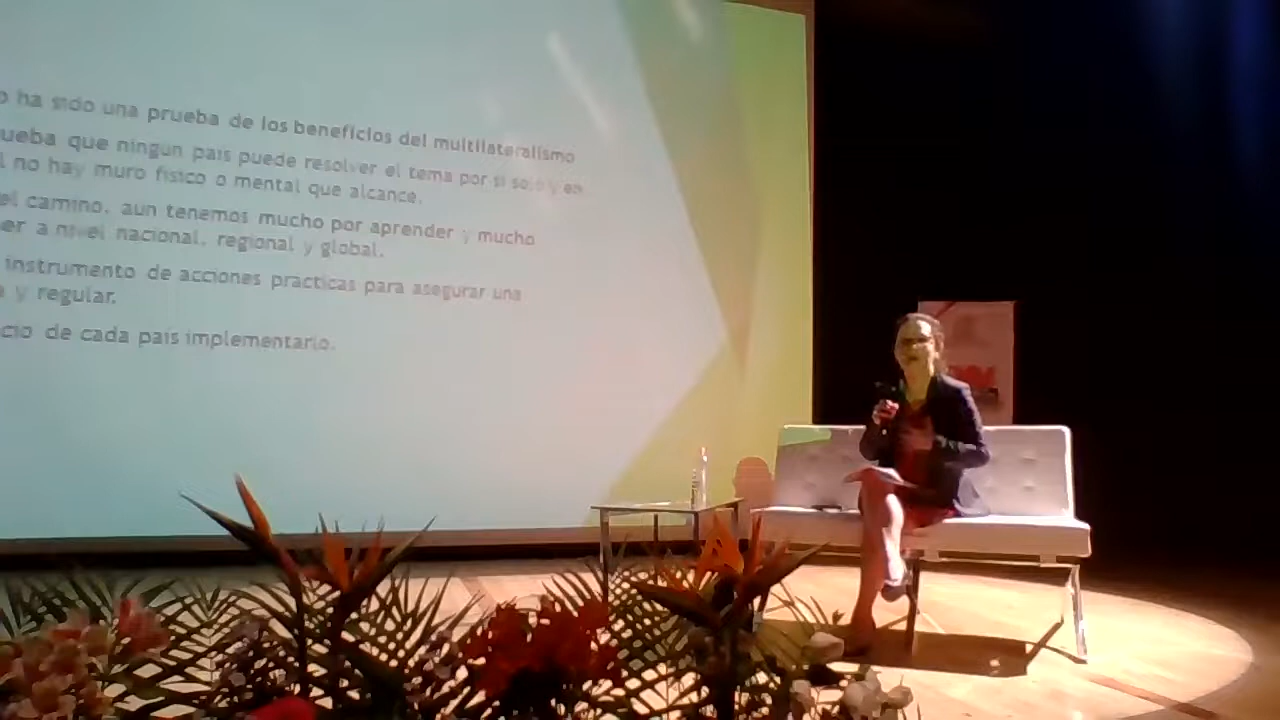 ha sido una prueba de los beneficios del multilateralismo
ueba que ningun pais puede resolver el tema por si solo y en
l no hay muro fisico o mental que alcance.
el camino, aun tenemos mucho por aprender y mucho
er a nivel nacional, regional y global.
instrumento de acciones practicas para asegurar una
y regular.
cio de cada pais implementarlo.